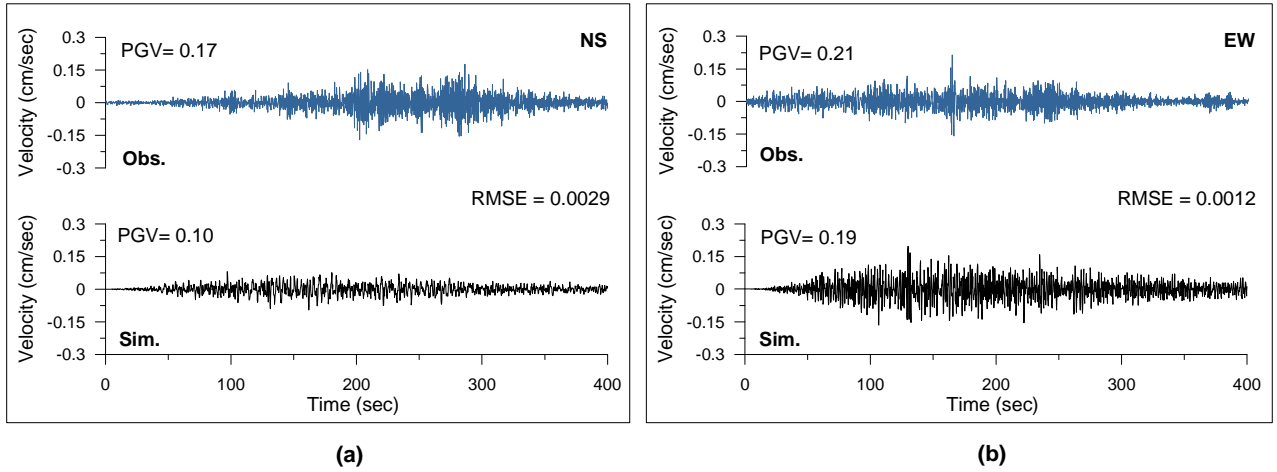 PGV= 0.17
NS
Velocity (cm/sec)
0.3
0.15
0
-0.15
-0.3
Obs.
RMSE = 0.0029
PGV= 0.10
Velocity (cm/sec)
0.3
0.15
0
-0.15
-0.3
Sim.
0 100 200 300 400
Time (sec)
(a)
PGV= 0.21
EW
Velocity (cm/sec)
0.3
0.15
0
-0.15
-0.3
Obs.
RMSE = 0.0012
PGV= 0.19
Velocity (cm/sec)
0.3
0.15
0
-0.15
-0.3
Sim.
0 100 200 300 400
Time (sec)
(b)